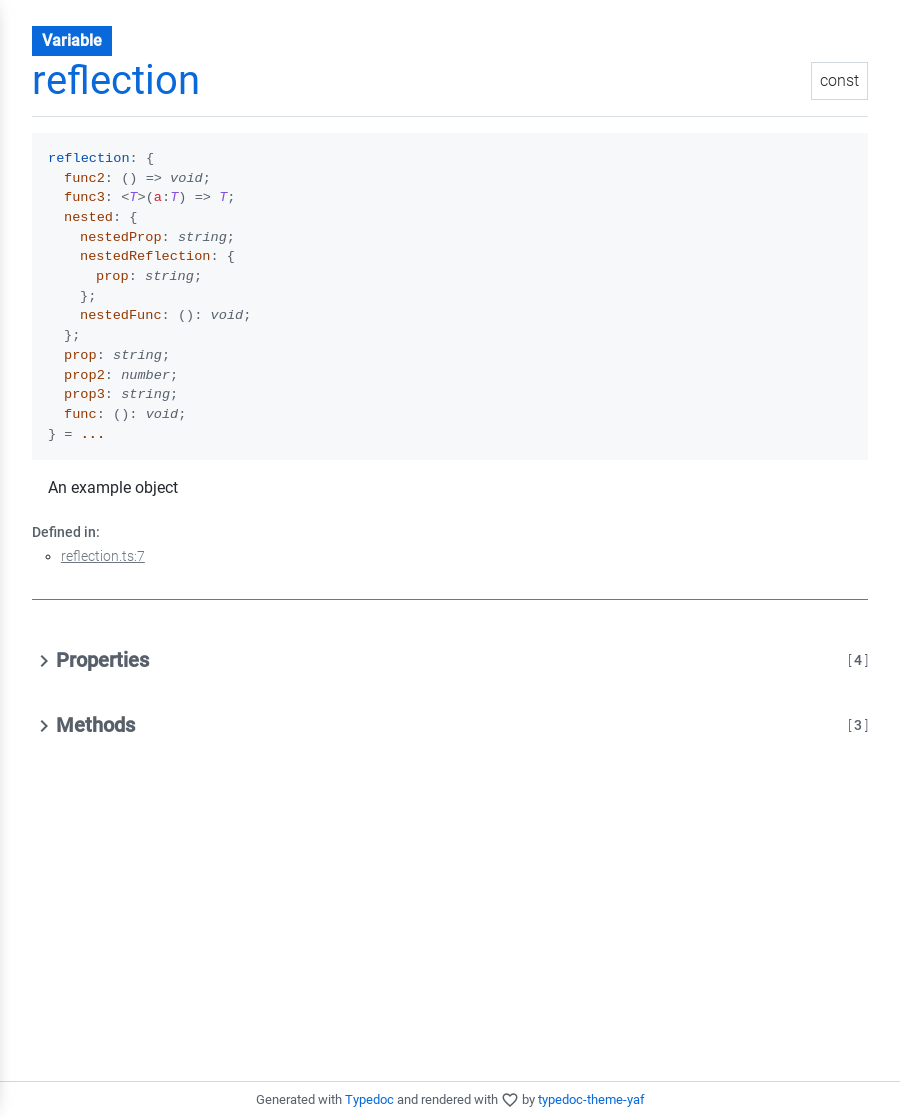 Variable
reflection
const
reflection: {
func2: () => void;
func3: <T>(a:T) => T;
nested: {
nestedProp: string;
nestedReflection: {
prop: string;
};
nestedFunc: (): void;
};
prop: string;
prop2: number;
prop3: string;
func: (): void;
} = ...
An example object
Defined in:
reflection.ts:7
Properties
[ 4 ]
Methods
[ 3 ]
Generated with Typedoc and rendered with by typedoc-theme-yaf